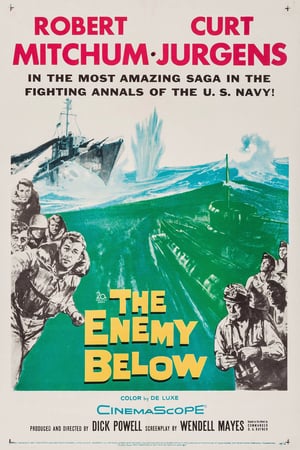 ROBERT CURT
MITCHUM·JURGENS
IN THE MOST AMAZING SAGA IN THE
FIGHTING ANNALS OF THE U. S. NAVY!
THE
ENEMY
BELOW
COLOR by DE LUXE
CINEMASCOPE
PRODUCED AND DIRECTED BY DICK POWELL SCREENPLAY BY WENDELL MAYES